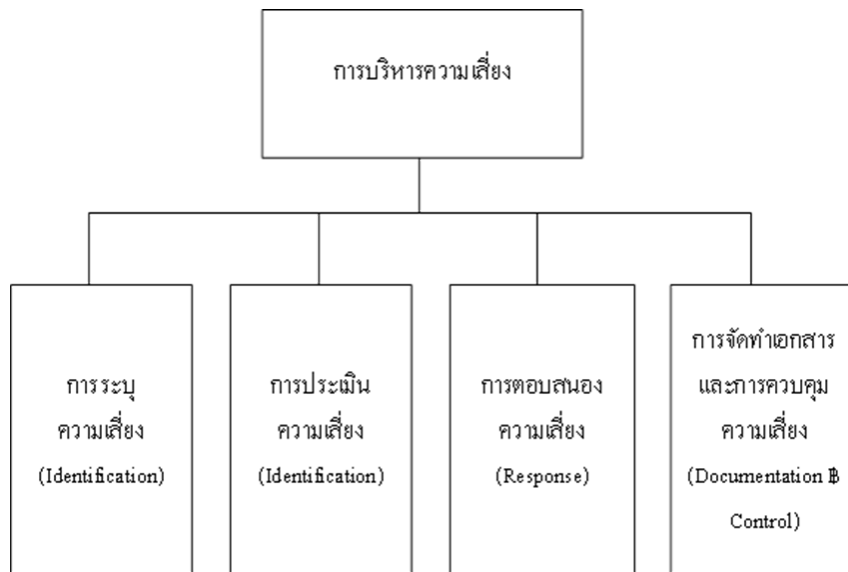 การบริหารความเสี่ยง
การระบุ
ความเสี่ยง
(Identification)
การประเมิน
ความเสี่ยง
(Identification)
การตอบสนอง
ความเสี่ยง
(Response)
การจัดทำเอกสาร
และการควบคุม
ความเสี่ยง
(Documentation ฿
Control)